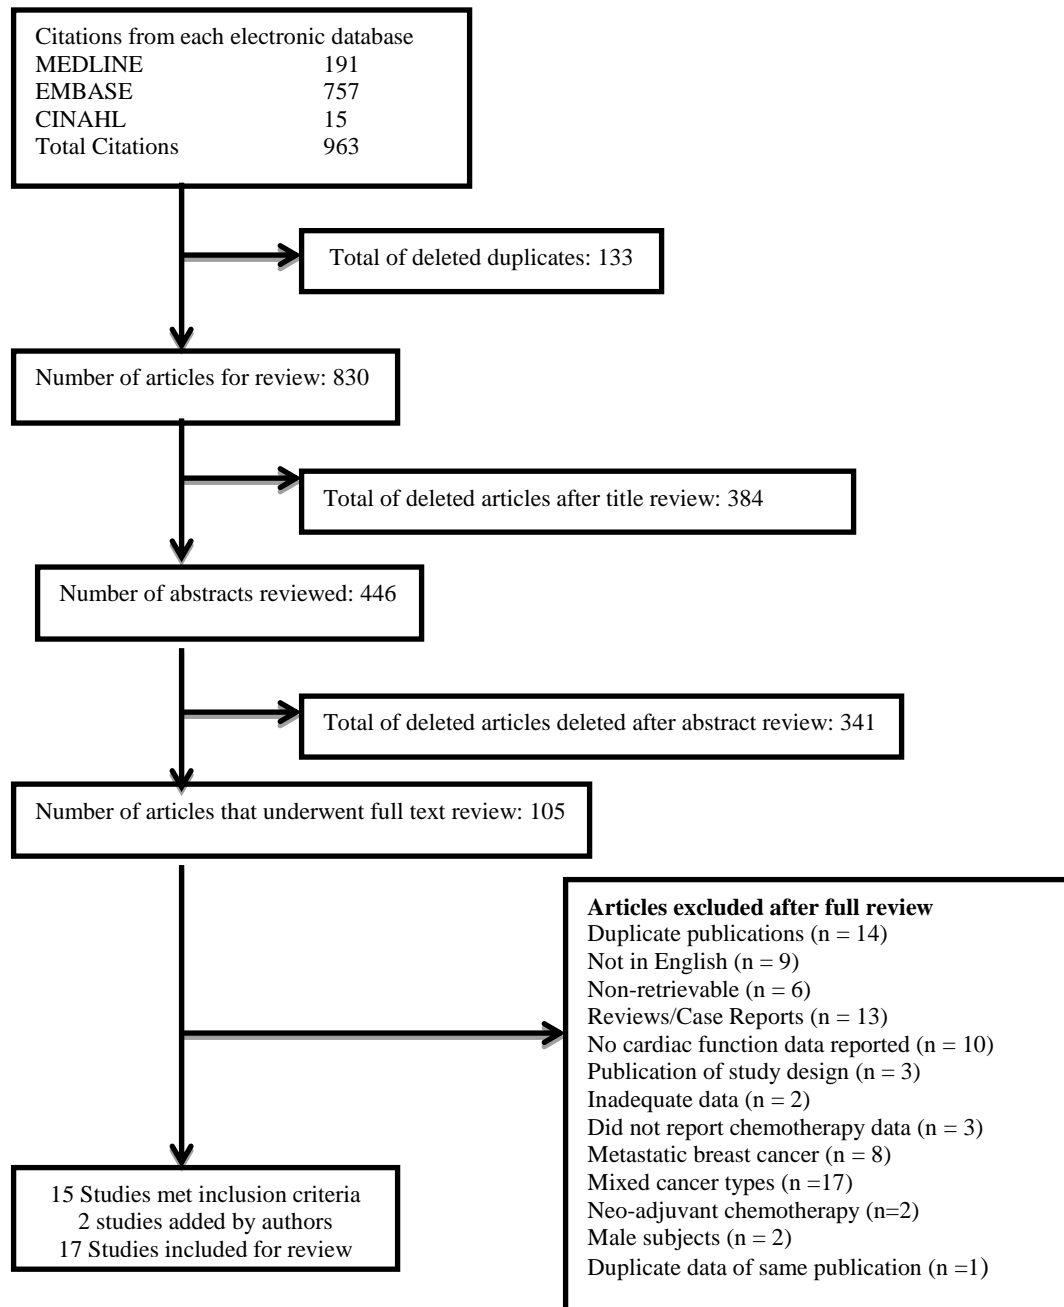 Citations from each electronic database
MEDLINE 191
EMBASE 757
CINAHL 15
Total Citations 963
Total of deleted duplicates: 133
Number of articles for review: 830
Total of deleted articles after title review: 384
Number of abstracts reviewed: 446
Total of deleted articles deleted after abstract review: 341
Number of articles that underwent full text review: 105
Articles excluded after full review
Duplicate publications (n = 14)
Not in English (n = 9)
Non-retrievable (n = 6)
Reviews/Case Reports (n = 13)
No cardiac function data reported (n = 10)
Publication of study design (n = 3)
Inadequate data (n = 2)
Did not report chemotherapy data (n = 3)
Metastatic breast cancer (n = 8)
Mixed cancer types (n =17)
Neo-adjuvant chemotherapy (n=2)
Male subjects (n = 2)
Duplicate data of same publication (n =1)
15 Studies met inclusion criteria
2 studies added by authors
17 Studies included for review